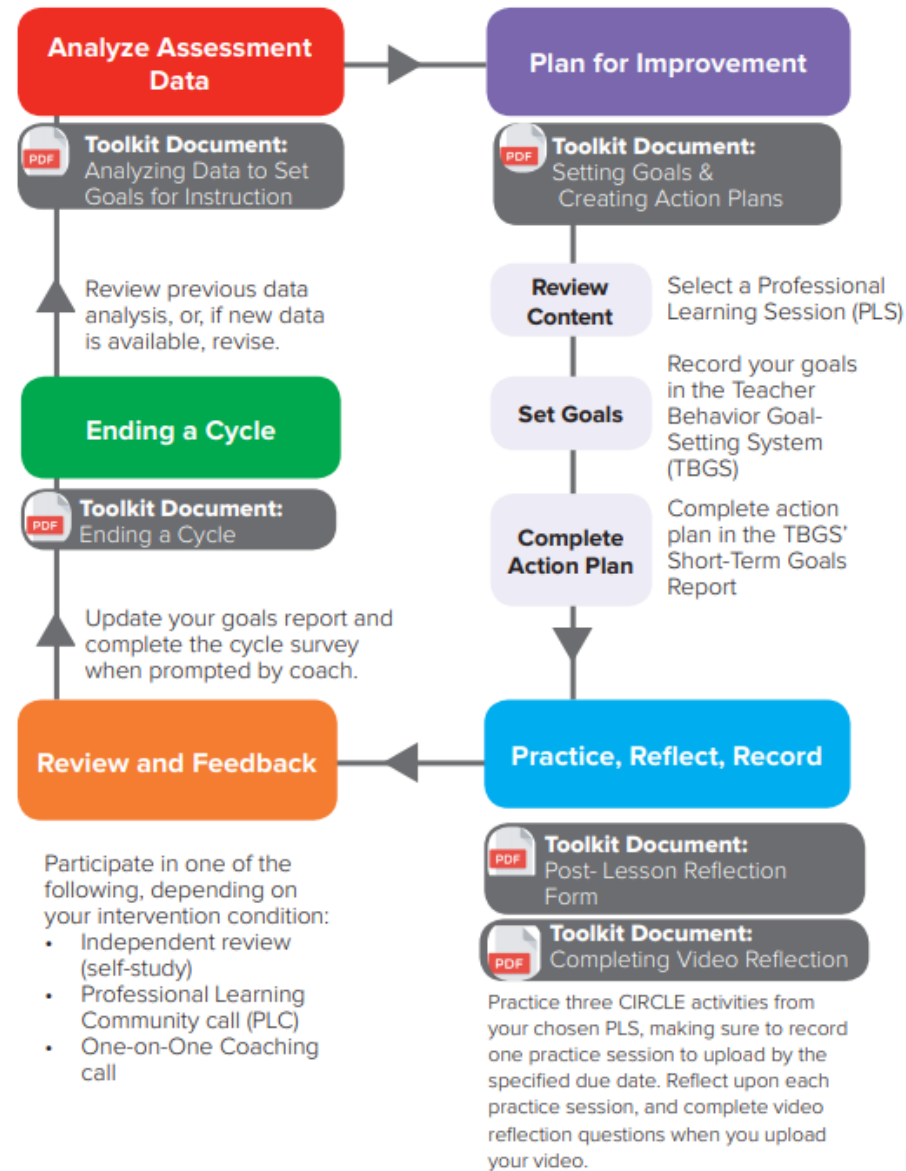 Analyze Assessment
Data
PDF
Toolkit Document:
Analyzing Data to Set
Goals for Instruction
Plan for Improvement
PDF
Toolkit Document:
Setting Goals &
Creating Action Plans
Review
Content
Select a Professional
Learning Session (PLS)
Set Goals
Record your goals
in the Teacher
Behavior Goal-
Setting System
(TBGS)
Complete
Action Plan
Complete action
plan in the TBGS’
Short-Term Goals
Report
Practice, Reflect, Record
PDF
Toolkit Document:
Post- Lesson Reflection
Form
PDF
Toolkit Document:
Completing Video Reflection
Practice three CIRCLE activities from
your chosen PLS, making sure to record
one practice session to upload by the
specified due date. Reflect upon each
practice session, and complete video
reflection questions when you upload
your video.
Review and Feedback
Participate in one of the
following, depending on
your intervention condition:
• Independent review
(self-study)
• Professional Learning
Community call (PLC)
• One-on-One Coaching
call
Update your goals report and
complete the cycle survey
when prompted by coach.
Ending a Cycle
PDF
Toolkit Document:
Ending a Cycle
Review previous data
analysis, or, if new data
is available, revise.